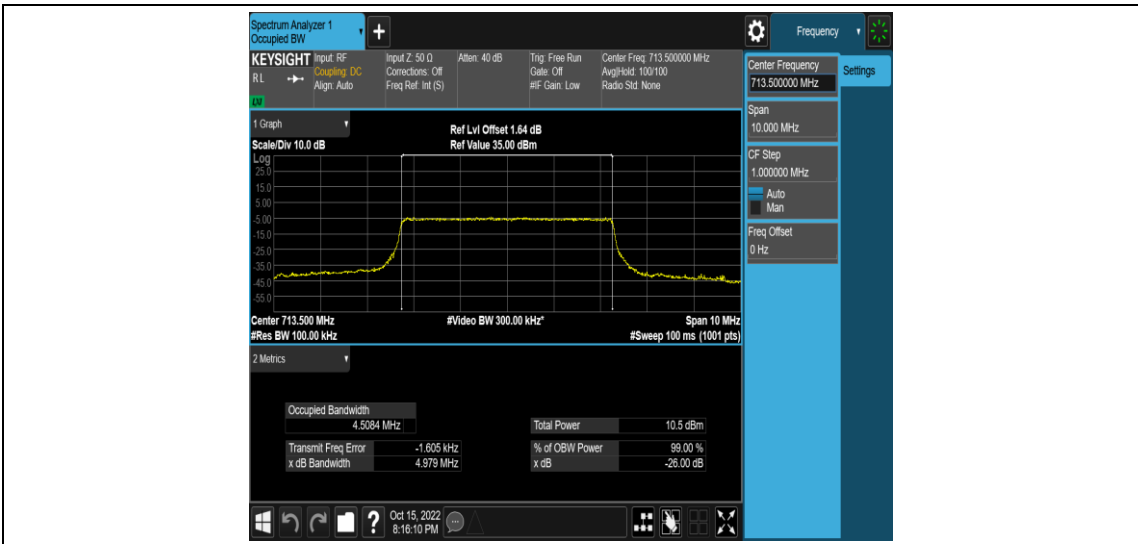 Spectrum Analyzer 1
Occupied BW
+
Frequency
KEYSIGHT
RL
LXI
Input: RF
Coupling: DC
Align: Auto
Input Z: 50 Ω
Corrections: Off
Freq Ref: Int (S)
Atten: 40 dB
Trig: Free Run
Gate: Off
#IF Gain: Low
Center Freq: 713.500000 MHz
Avg|Hold: 100/100
Radio Std: None
Center Frequency
713.500000 MHz
Settings
Span
10.000 MHz
CF Step
1.000000 MHz
Auto
Man
Freq Offset
0 Hz
1 Graph
Scale/Div 10.0 dB
Ref Lvl Offset 1.64 dB
Ref Value 35.00 dBm
Log
25.0
15.0
5.00
-5.00
-15.0
-25.0
-35.0
-45.0
-55.0
Center 713.500 MHz
#Res BW 100.00 kHz
#Video BW 300.00 kHz*
Span 10 MHz
#Sweep 100 ms (1001 pts)
2 Metrics
Occupied Bandwidth
4.5084 MHz
Total Power 10.5 dBm
Transmit Freq Error -1.605 kHz
% of OBW Power 99.00 %
x dB Bandwidth 4.979 MHz
x dB -26.00 dB
?
Oct 15, 2022
8:16:10 PM